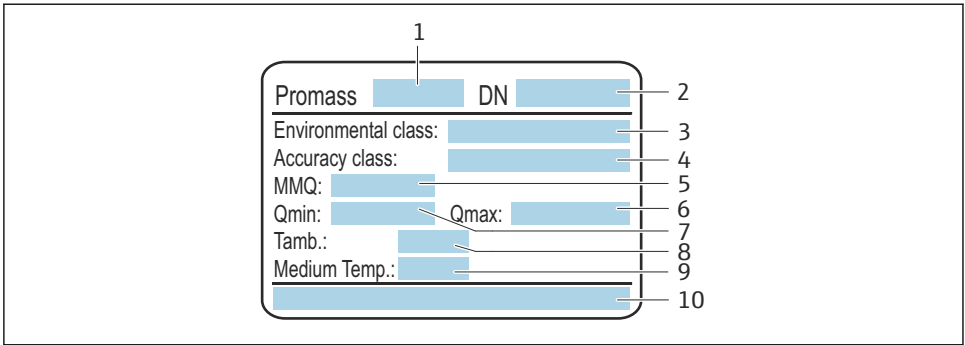 1
Promass DN 2
Environmental class: 3
Accuracy class: 4
MMQ: 5
Qmin: Qmax: 6
7
Tamb.: 8
Medium Temp.: 9
10